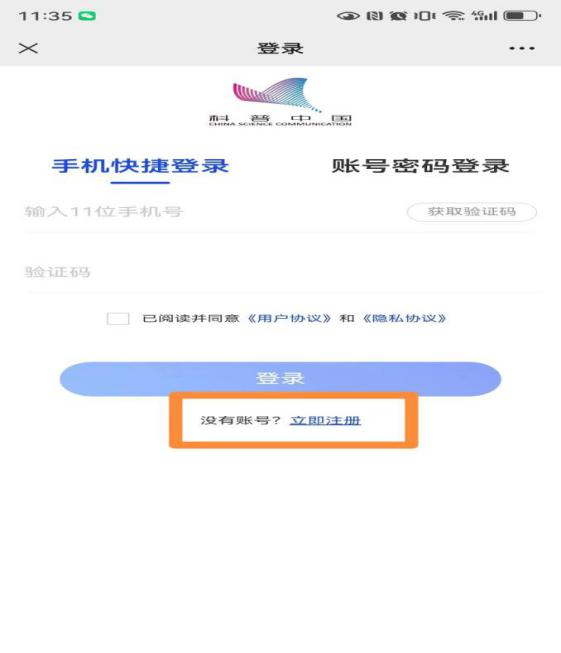 11:35
4G
登录
科普中国
CHINA SCIENCE COMMUNICATION
手机快捷登录 账号密码登录
输入11位手机号 获取验证码
验证码
已阅读并同意《用户协议》和《隐私协议》
登录
没有账号？立即注册